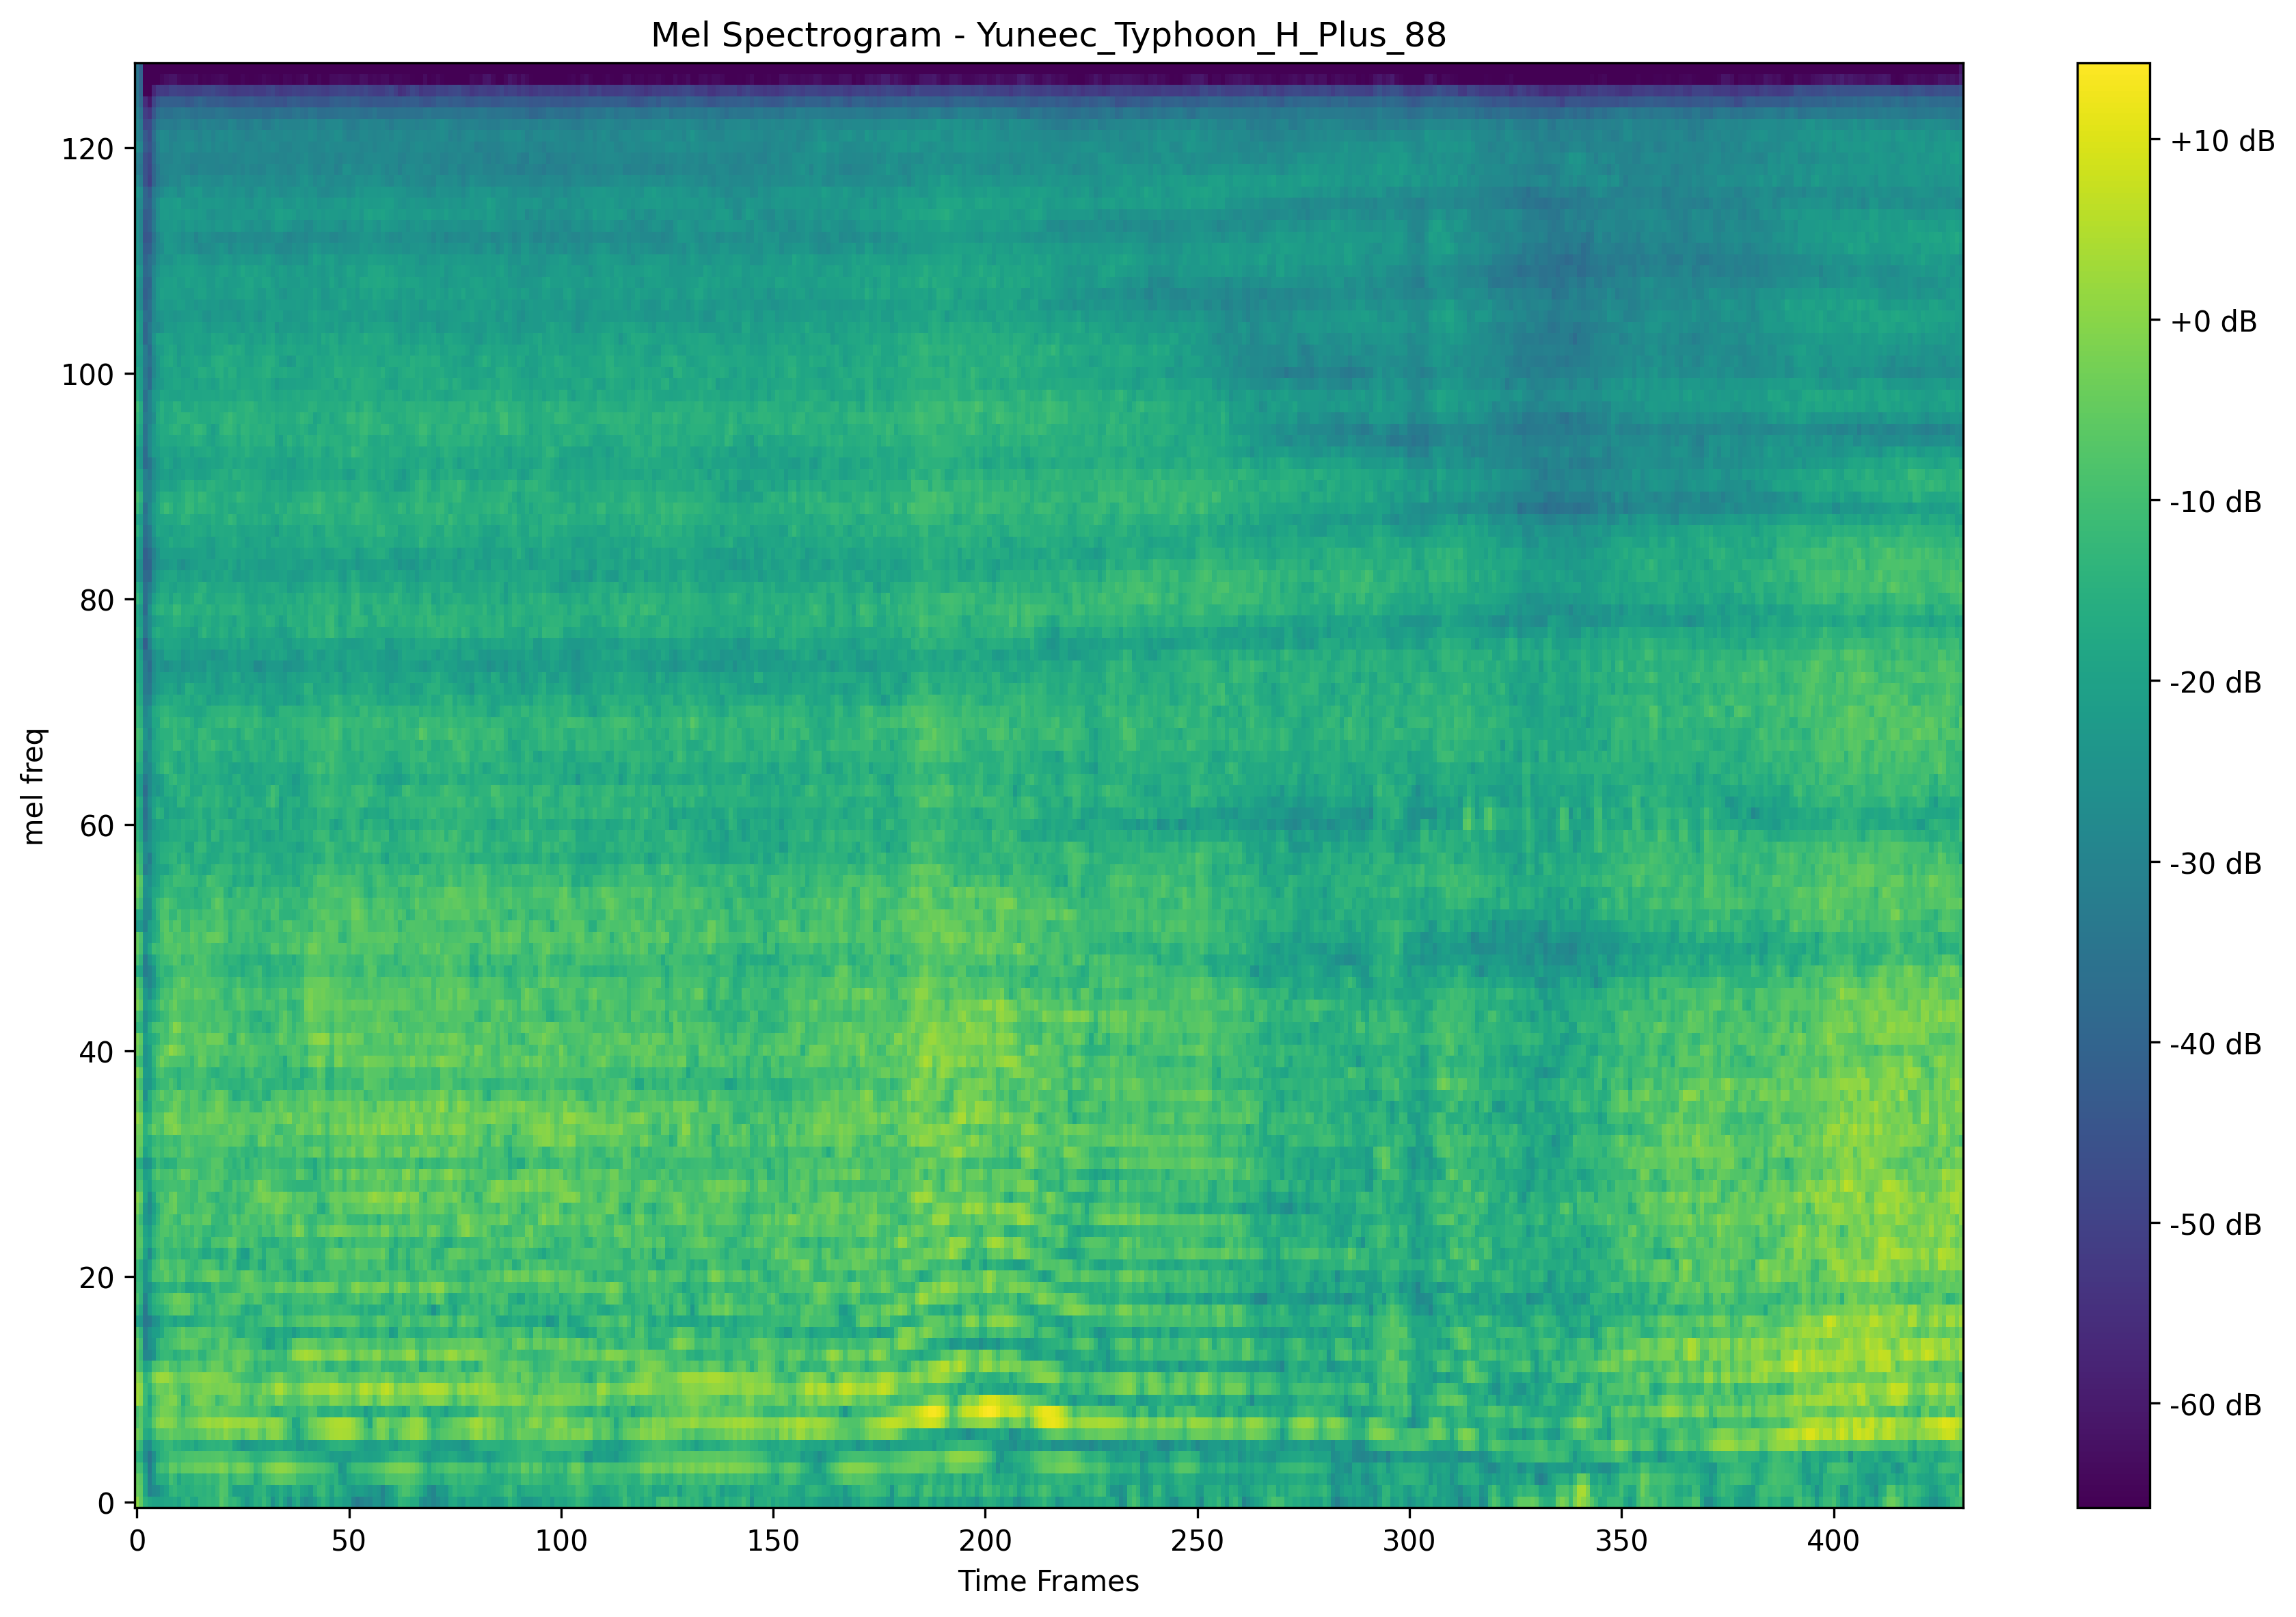 Mel Spectrogram - Yuneec_Typhoon_H_Plus_88
120
100
80
60
40
20
0
mel freq
0 50 100 150 200 250 300 350 400
Time Frames
+10 dB
+0 dB
-10 dB
-20 dB
-30 dB
-40 dB
-50 dB
-60 dB